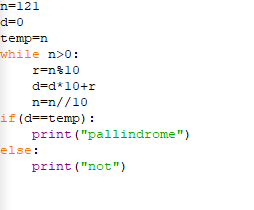 n=121
d=0
temp=n
while n>0:
    r=n%10
    d=d*10+r
    n=n//10
if(d==temp):
    print("pallindrome")
else:
    print("not")